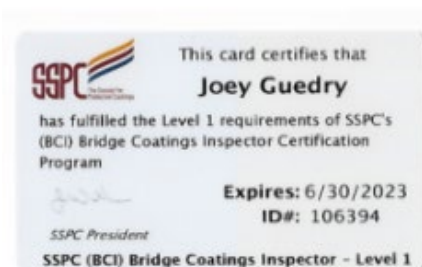 SSPC
This card certifies that
Joey Guedry
has fulfilled the Level 1 requirements of SSPC's
(BCI) Bridge Coatings Inspector Certification
Program
Expires: 6/30/2023
ID#: 106394
SSPC President
SSPC (BCI) Bridge Coatings Inspector - Level 1